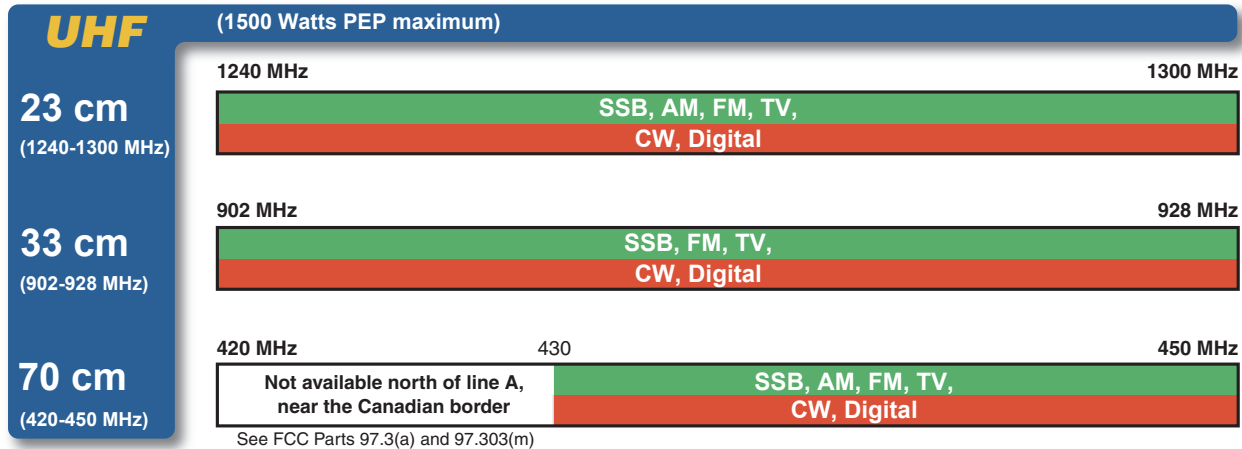 UHF
(1500 Watts PEP maximum)
23 cm
(1240-1300 MHz)
1240 MHz 1300 MHz
SSB, AM, FM, TV,
CW, Digital
33 cm
(902-928 MHz)
902 MHz 928 MHz
SSB, FM, TV,
CW, Digital
70 cm
(420-450 MHz)
420 MHz 430 450 MHz
Not available north of line A,
near the Canadian border
SSB, AM, FM, TV,
CW, Digital
See FCC Parts 97.3(a) and 97.303(m)